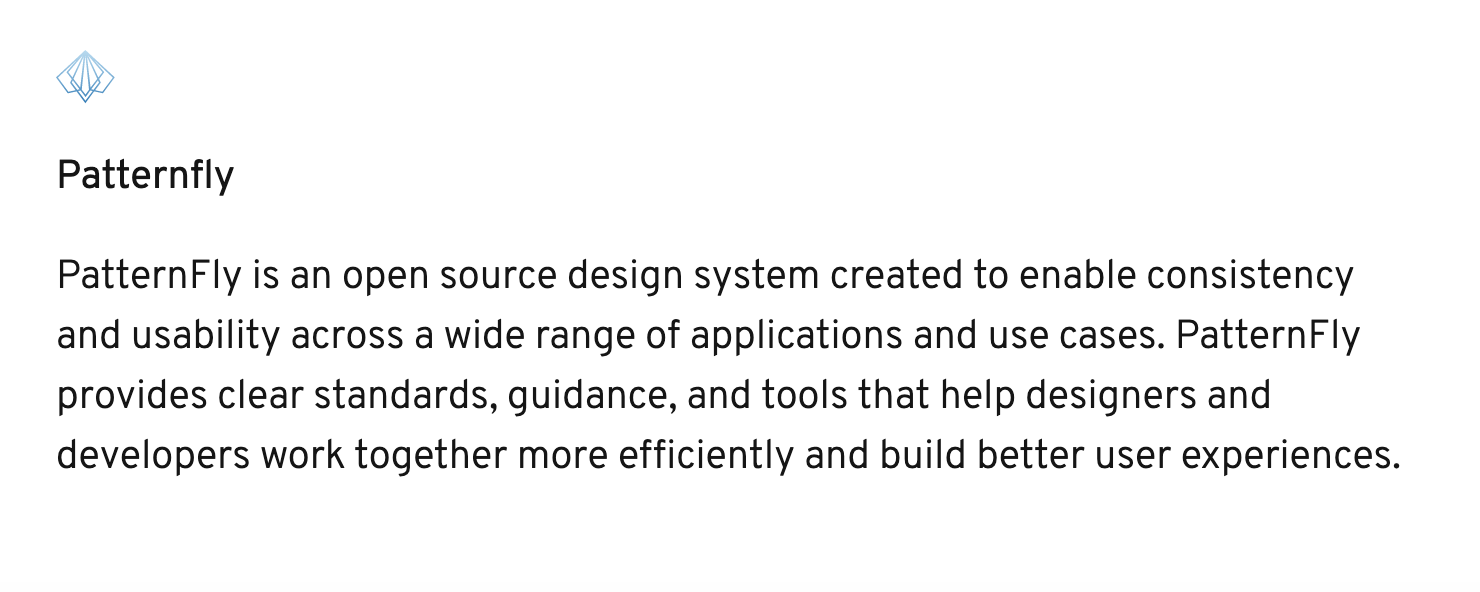 Patternfly
PatternFly is an open source design system created to enable consistency
and usability across a wide range of applications and use cases. PatternFly
provides clear standards, guidance, and tools that help designers and
developers work together more efficiently and build better user experiences.